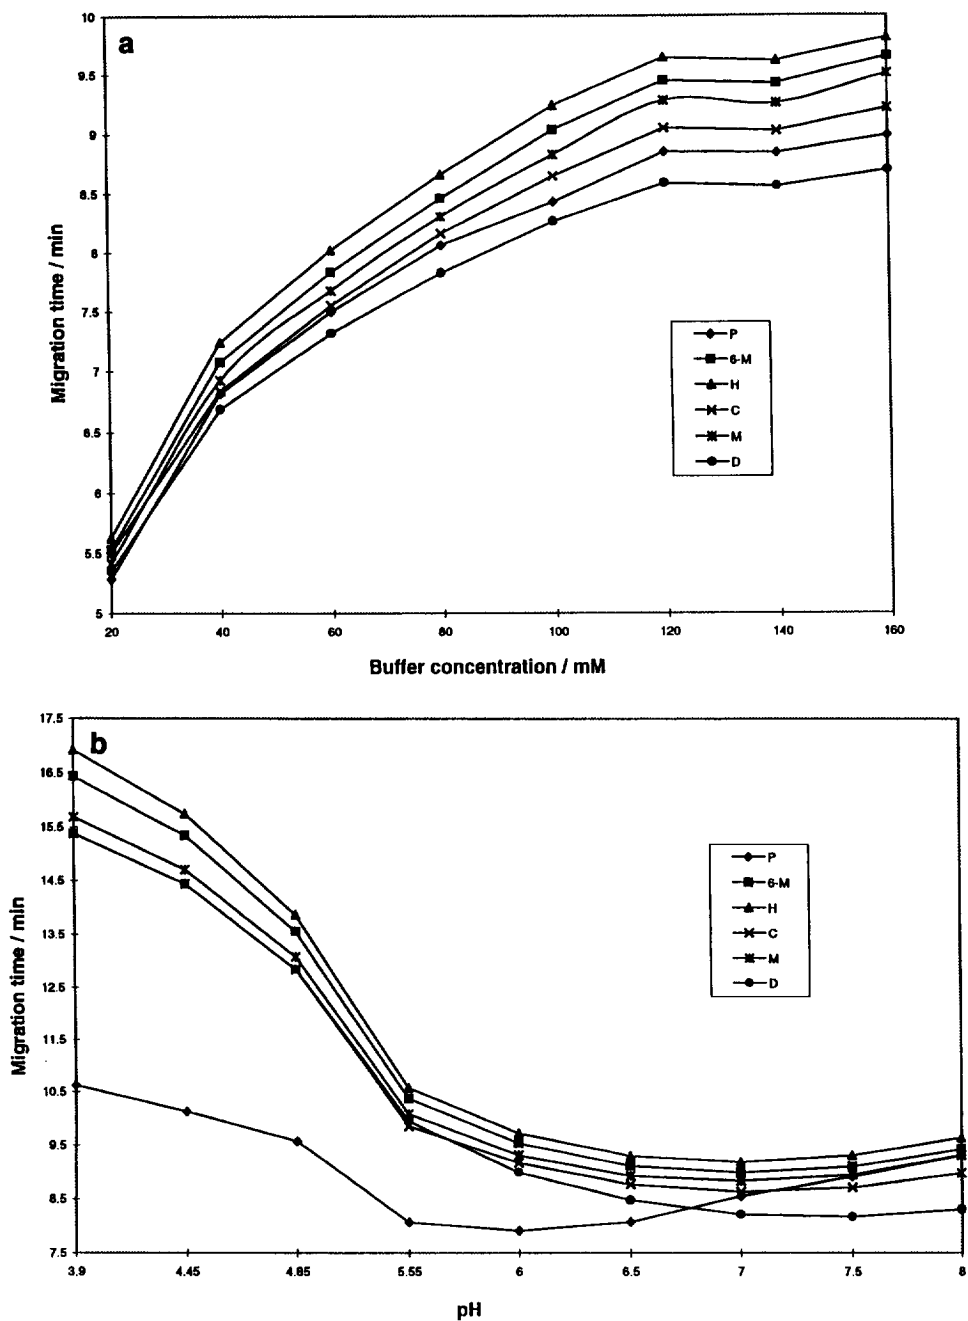 a
10
9.5
9
8.5
8
7.5
7
6.5
6
5.5
5
Migration time / min
P
6-M
H
C
M
D
20 40 60 80 100 120 140 160
Buffer concentration / mM
b
17.5
16.5
15.5
14.5
13.5
12.5
11.5
10.5
9.5
8.5
7.5
Migration time / min
P
6-M
H
C
M
D
3.9 4.45 4.85 5.55 6 6.5 7 7.5 8
pH